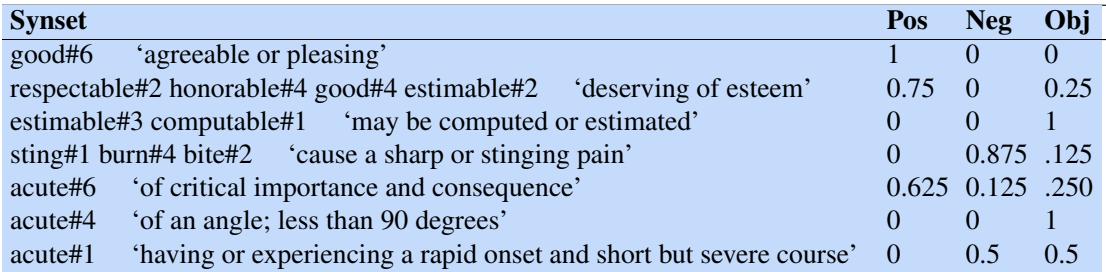 Synset Pos Neg Obj
good#6 ‘agreeable or pleasing’ 1 0 0
respectable#2 honorable#4 good#4 estimable#2 ‘deserving of esteem’ 0.75 0 0.25
estimable#3 computable#1 ‘may be computed or estimated’ 0 0 1
sting#1 burn#4 bite#2 ‘cause a sharp or stinging pain’ 0 0.875 .125
acute#6 ‘of critical importance and consequence’ 0.625 0.125 .250
acute#4 ‘of an angle; less than 90 degrees’ 0 0 1
acute#1 ‘having or experiencing a rapid onset and short but severe course’ 0 0.5 0.5